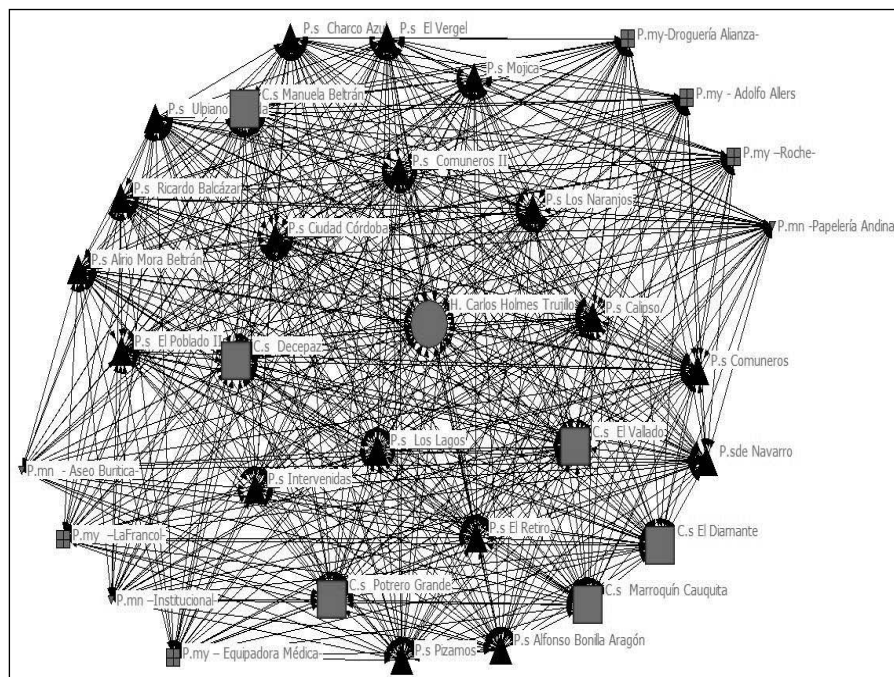 P.s Charco Azul
P.s El Vergel
P.my-Droguería Alianza-
P.s Mojica
C.s Manuela Beltrán
P.my - Adolfo Allers
P.s Ulpiano
P.my –Roche-
P.s Comuneros II
P.s Ricardo Balcázar
P.s Los Naranjos
P.s Ciudad Córdoba
P.mn -Papelería Andina
P.s Alirio Mora Beltrán
H. Carlos Holmes Trujillo
P.s Calipso
P.s El Poblado II
C.s Decepaz
P.s Comuneros
P.s Los Lagos
C.s El Vallado
P.sde Navarro
P.mn - Aseo Buritica-
P.s Intervenidas
P.my –LaFrancol-
P.s El Retiro
C.s El Diamante
P.mn –Institucional-
C.s Potrero Grande
C.s Marroquín Cauquita
P.my – Equipadora Médica-
P.s Pizamos
P.s Alfonso Bonilla Aragón